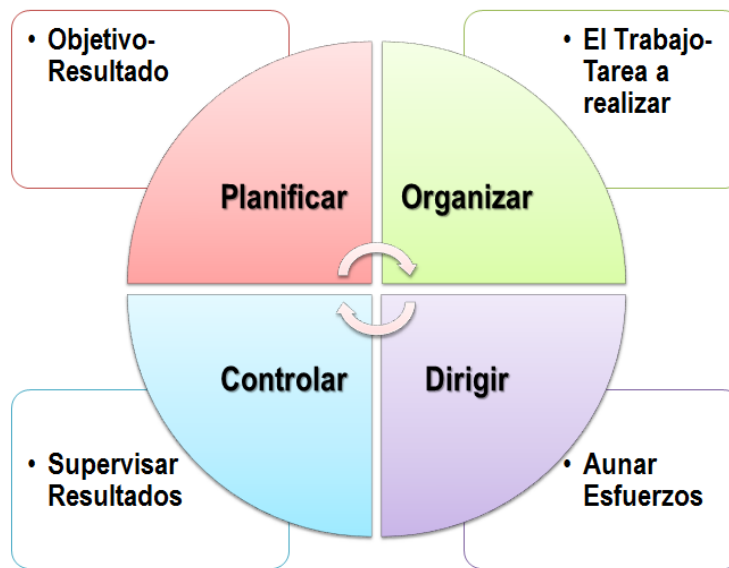 • Objetivo-
Resultado
• El Trabajo-
Tarea a
realizar
Planificar
Organizar
Controlar
Dirigir
• Supervisar
Resultados
• Aunar
Esfuerzos